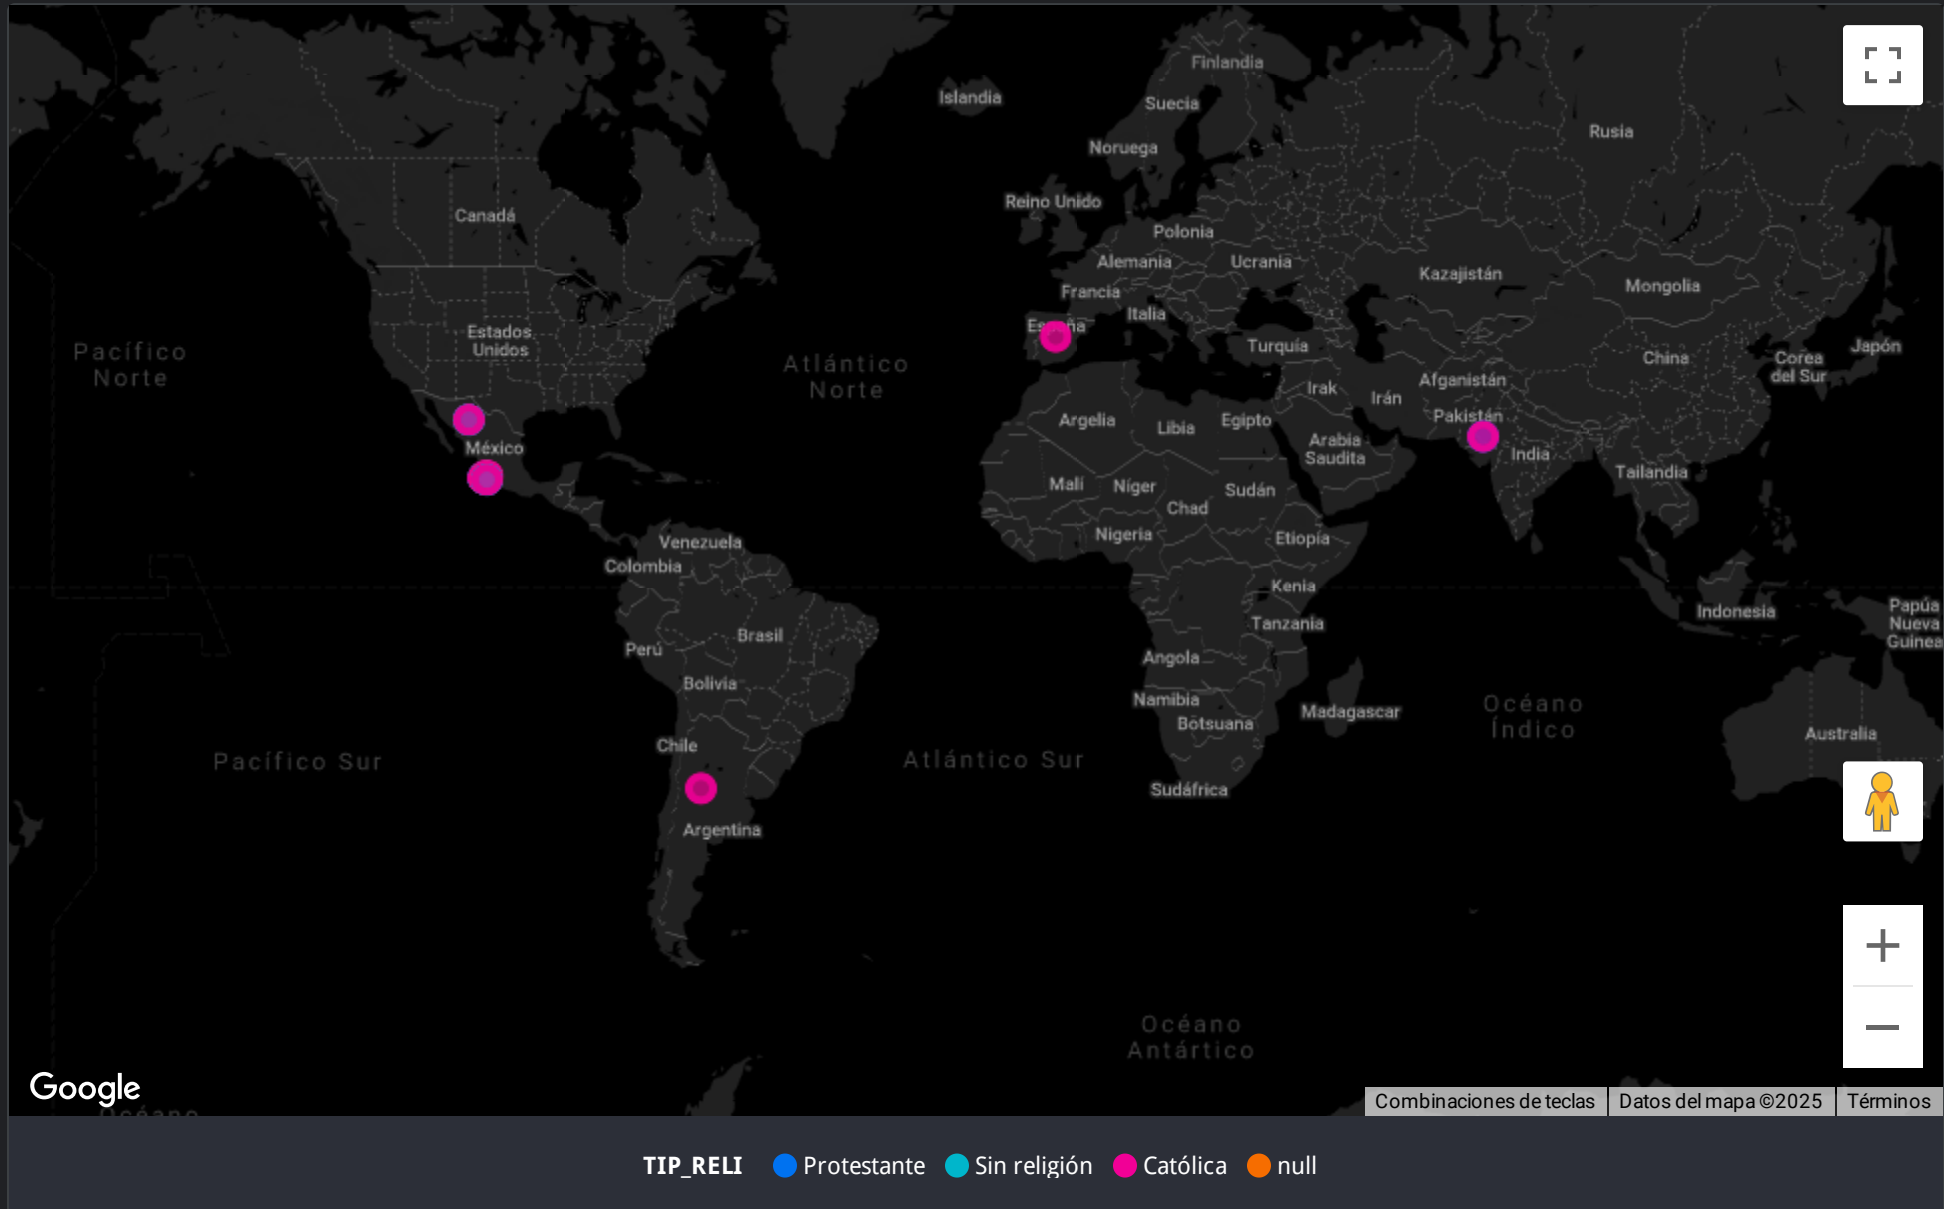 Finlandia
Islandia
Suecia
Rusia
Noruega
Reino Unido
Canadá
Polonia
Alemania
Ucrania
Kazajistán
Mongolia
Francia
Italia
España
Estados
Unidos
Pacífico
Norte
Atlántico
Norte
Turquía
China
Corea
del Sur
Japón
Afganistán
Irak
Irán
Pakistán
Argelia
Libia
Egipto
Arabia
Saudita
México
India
Tailandia
Malí
Níger
Sudán
Chad
Nigeria
Etiopía
Venezuela
Colombia
Kenia
Indonesia
Papúa
Nueva
Guinea
Tanzania
Brasil
Perú
Angola
Bolivia
Namibia
Madagascar
Botsuana
Océano
Índico
Australia
Chile
Pacífico Sur
Atlántico Sur
Sudáfrica
Argentina
Océano
Antártico
Google
Océano
Combinaciones de teclas
Datos del mapa ©2025
Términos
TIP_RELI Protestante Sin religión Católica null